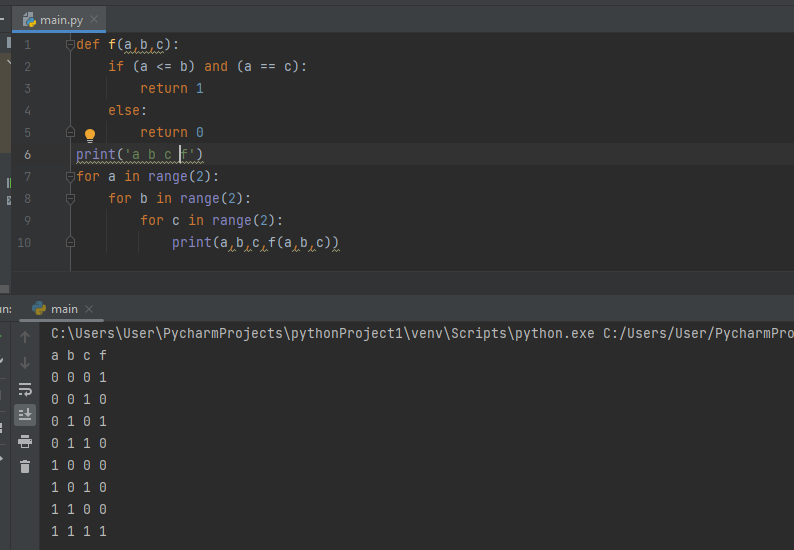 main.py
1 def f(a,b,c):
2 if (a <= b) and (a == c):
3 return 1
4 else:
5 return 0
6 print('a b c f')
7 for a in range(2):
8 for b in range(2):
9 for c in range(2):
10 print(a,b,c,f(a,b,c))
un: main
C:\Users\User\PycharmProjects\pythonProject1\venv\Scripts\python.exe C:/Users/User/PycharmPro
a b c f
0 0 0 1
0 0 1 0
0 1 0 1
0 1 1 0
1 0 0 0
1 0 1 0
1 1 0 0
1 1 1 1